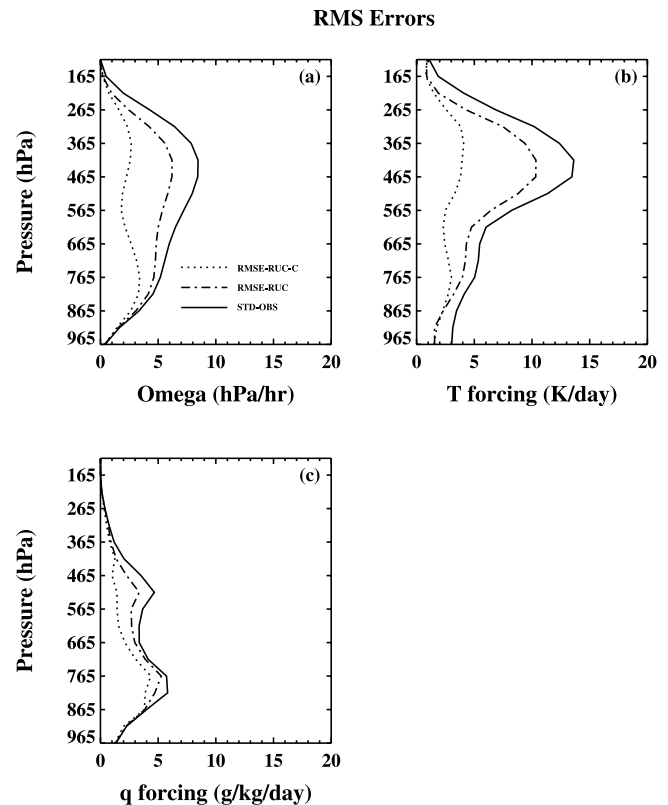 RMS Errors
(a)
165
265
365
465
565
665
765
865
965
Pressure (hPa)
RMSE-RUC-C
RMSE-RUC
STD-OBS
0 5 10 15 20
Omega (hPa/hr)
(b)
165
265
365
465
565
665
765
865
965
0 5 10 15 20
T forcing (K/day)
(c)
165
265
365
465
565
665
765
865
965
Pressure (hPa)
0 5 10 15 20
q forcing (g/kg/day)